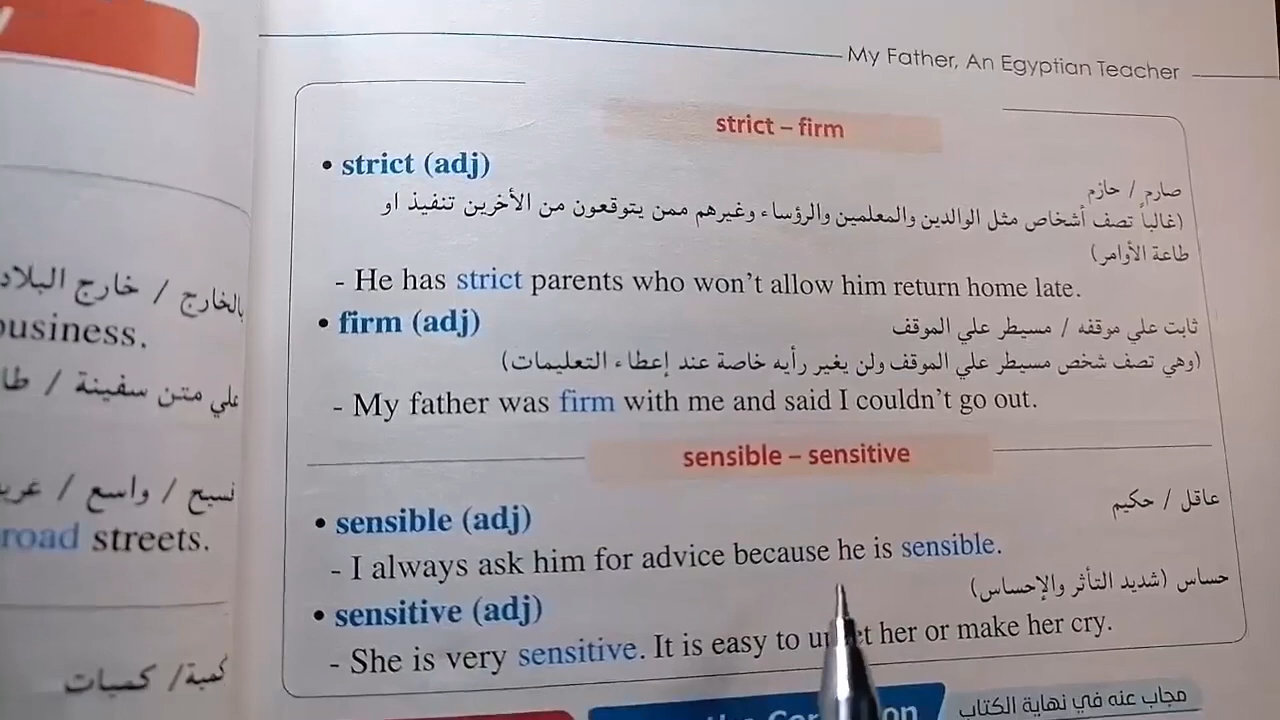 My Father, An Egyptian Teacher
strict – firm
• strict (adj)
صارم / حازم
(غالباً تصف أشخاص مثل الوالدين والمعلمين والرؤساء وغيرهم ممن يتوقعون من الأخرين تنفيذ او
طاعة الأوامر)
- He has strict parents who won't allow him return home late.
• firm (adj)
ثابت علي موقفه / مسيطر علي الموقف
(وهي تصف شخص مسيطر علي الموقف ولن يغير رأيه خاصة عند إعطاء التعليمات)
- My father was firm with me and said I couldn't go out.
sensible – sensitive
• sensible (adj)
عاقل / حكيم
- I always ask him for advice because he is sensible.
• sensitive (adj)
حساس (شديد التأثر والإحساس)
- She is very sensitive. It is easy to her or make her cry.
مجاب عنه في نهاية الكتاب
بالخارج / خارج البلاد
business.
علي متن سفينة /
/ واسع /
streets.
كمية/ كميات